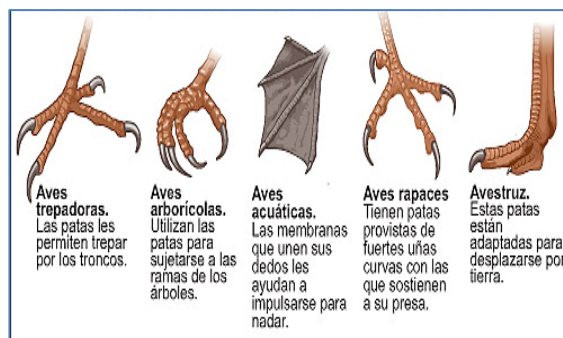 Aves
trepadoras.
Las patas les
permiten trepar
por los troncos.
Aves
arborícolas.
Utilizan las
patas para
sujetarse a las
ramas de los
árboles.
Aves
acuáticas.
Las membranas
que unen sus
dedos les
ayudan a
impulsarse para
nadar.
Aves rapaces
Tienen patas
provistas de
fuertes uñas
curvas con las
que sostienen
a su presa.
Avestruz.
Estas patas
están
adaptadas para
desplazarse por
tierra.